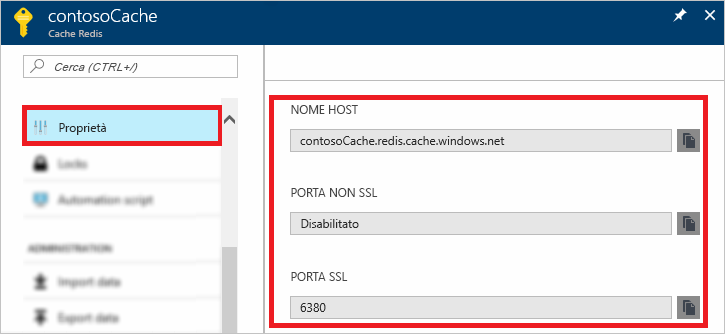 contosoCache
Cache Redis
Cerca (CTRL+/)
Proprietà
Locks
Automation script
ADMINISTRATION
Import data
Export data
NOME HOST
contosoCache.redis.cache.windows.net
PORTA NON SSL
Disabilitato
PORTA SSL
6380